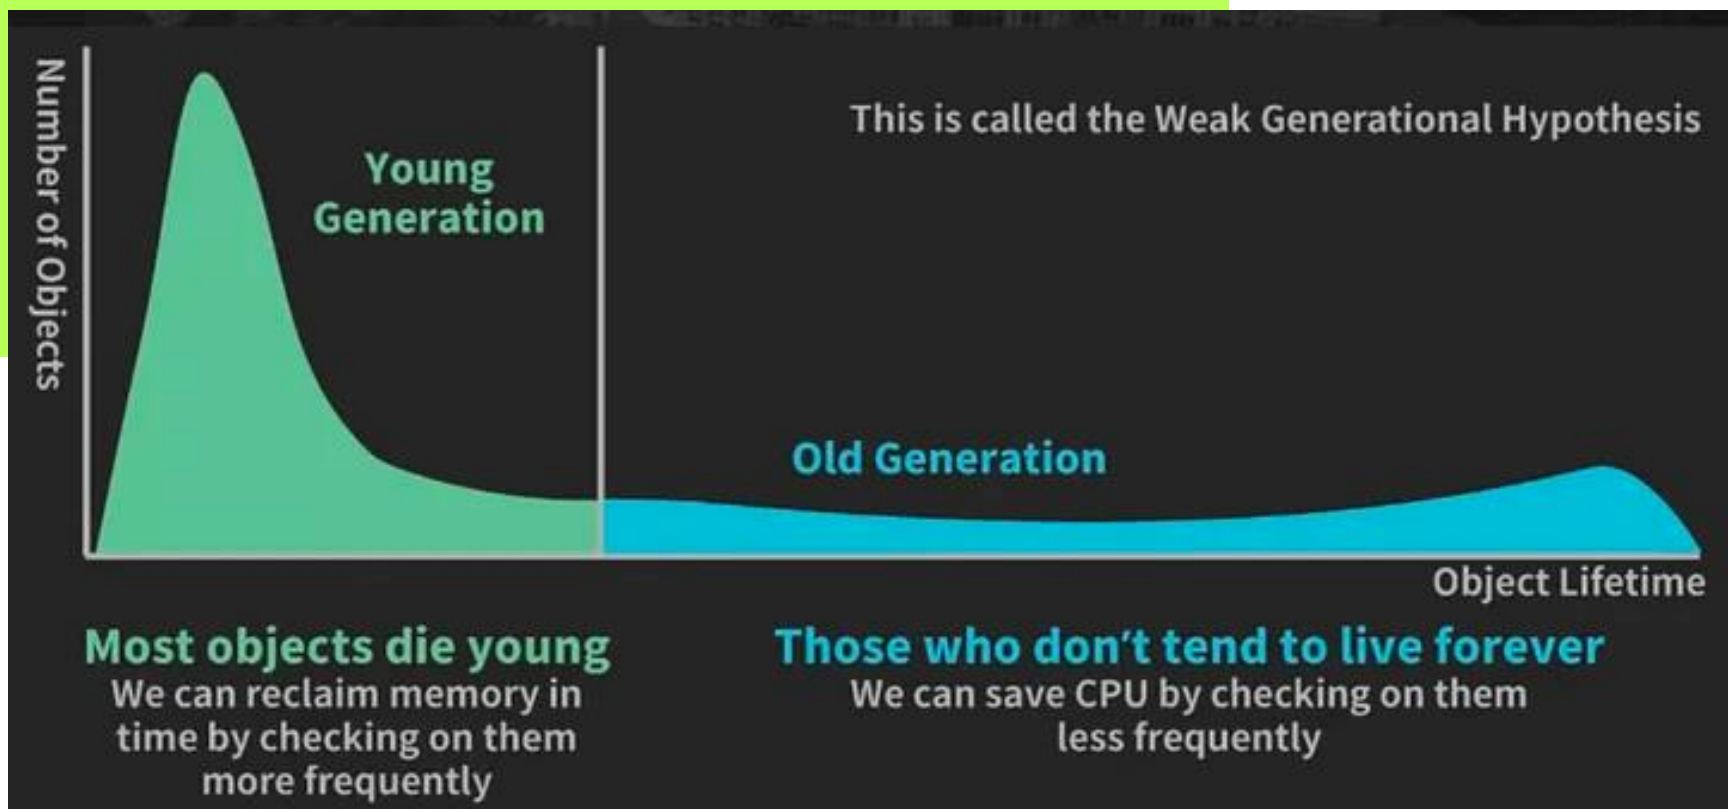 Number of Objects
This is called the Weak Generational Hypothesis
Young
Generation
Old Generation
Object Lifetime
Most objects die young
We can reclaim memory in
time by checking on them
more frequently
Those who don't tend to live forever
We can save CPU by checking on them
less frequently